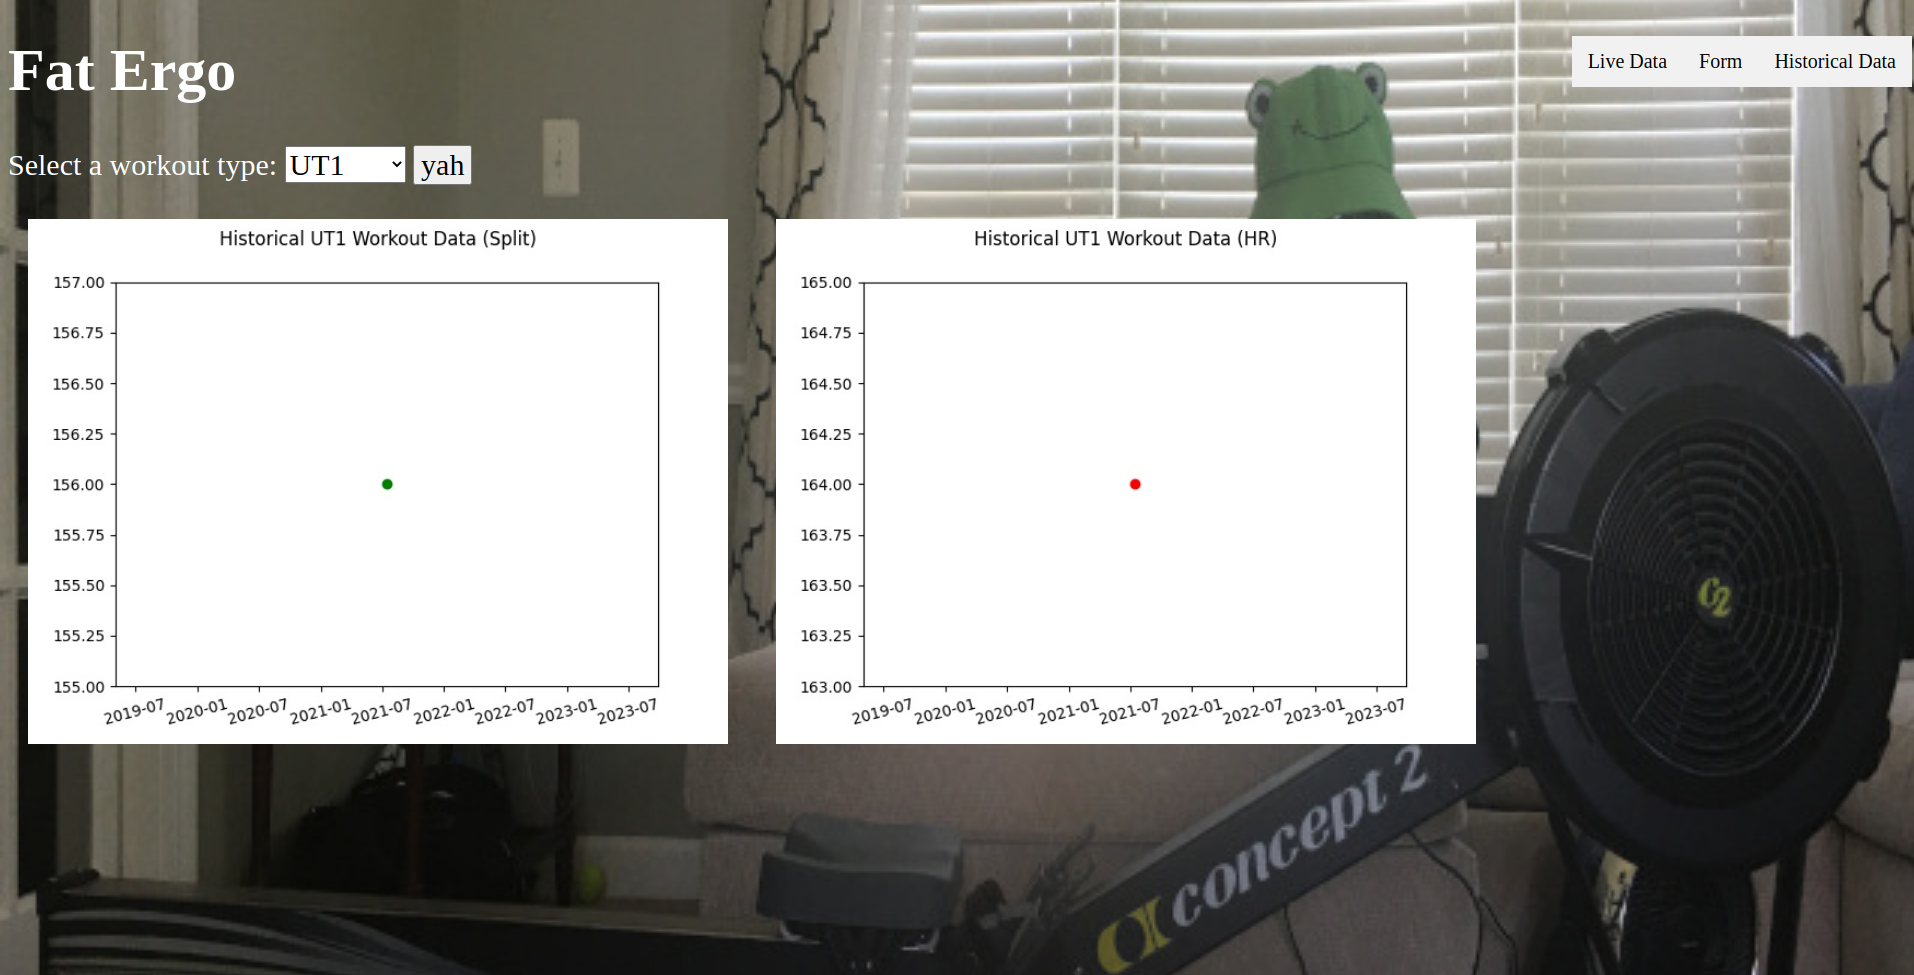 Fat Ergo
Live Data Form Historical Data
Select a workout type: UT1 yah
Historical UT1 Workout Data (Split)
157.00
156.75
156.50
156.25
156.00
155.75
155.50
155.25
155.00
2019-07 2020-01 2020-07 2021-01 2021-07 2022-01 2022-07 2023-01 2023-07
Historical UT1 Workout Data (HR)
165.00
164.75
164.50
164.25
164.00
163.75
163.50
163.25
163.00
2019-07 2020-01 2020-07 2021-01 2021-07 2022-01 2022-07 2023-01 2023-07
C2
concept 2